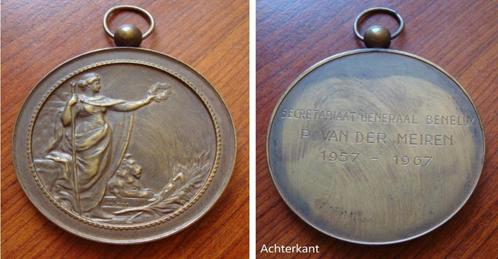 SECRETARIAAT GENERAAL BENELUX
P. VAN DER MEIREN
1957 - 1967
Achterkant